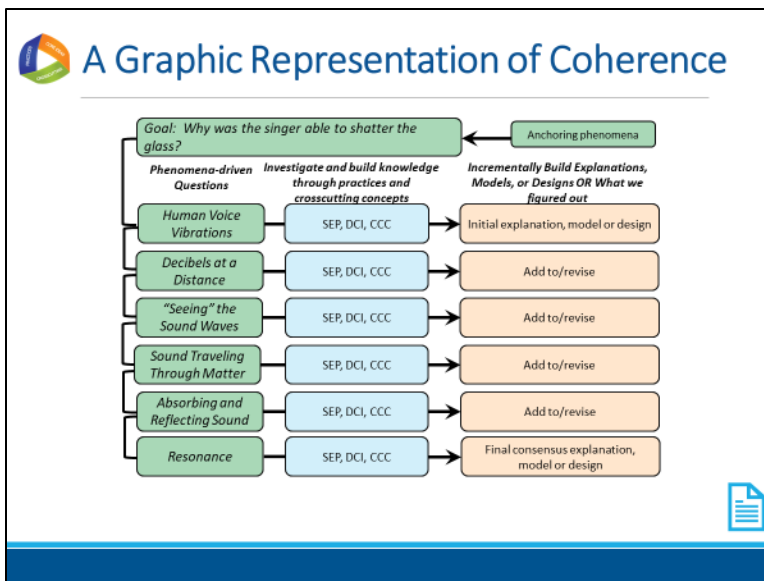 A Graphic Representation of Coherence
Goal: Why was the singer able to shatter the
glass?
Anchoring phenomena
Phenomena-driven
Questions
Investigate and build knowledge
through practices and
crosscutting concepts
Incrementally Build Explanations,
Models, or Designs OR What we
figured out
Human Voice
Vibrations
SEP, DCI, CCC
Initial explanation, model or design
Decibels at a
Distance
SEP, DCI, CCC
Add to/revise
"Seeing" the
Sound Waves
SEP, DCI, CCC
Add to/revise
Sound Traveling
Through Matter
SEP, DCI, CCC
Add to/revise
Absorbing and
Reflecting Sound
SEP, DCI, CCC
Add to/revise
Resonance
SEP, DCI, CCC
Final consensus explanation,
model or design